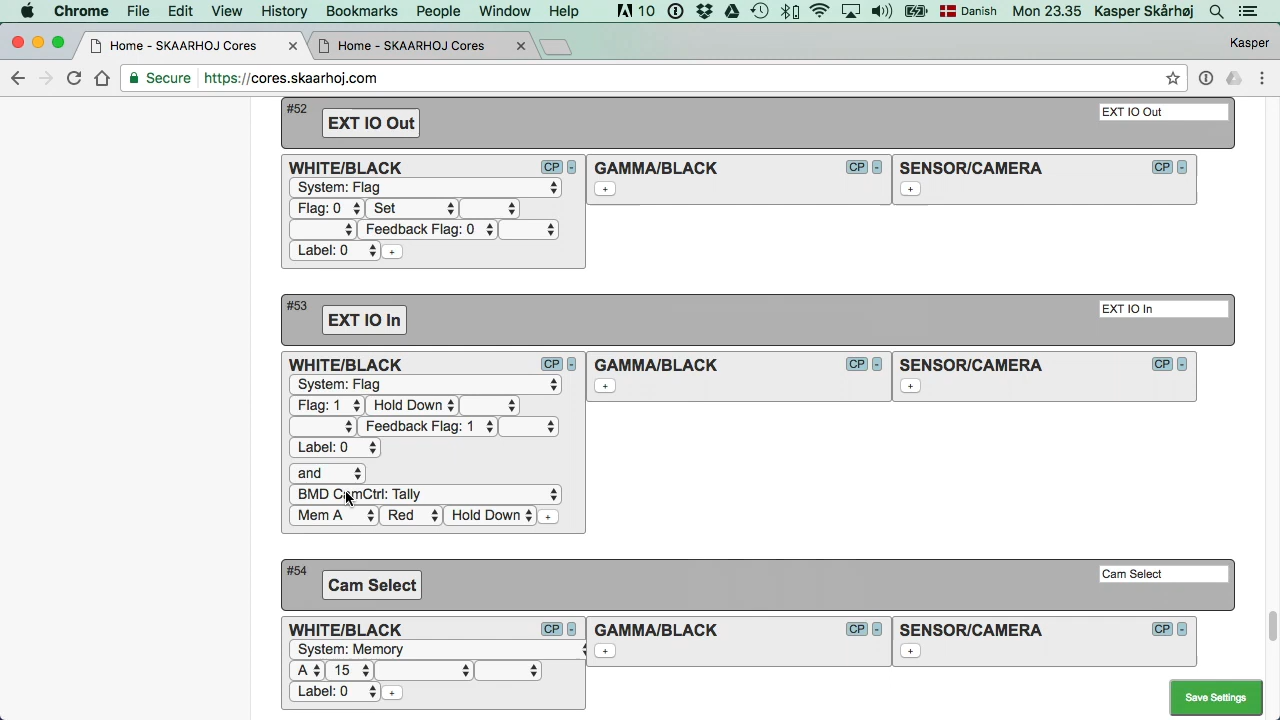 Chrome File Edit View History Bookmarks People Window Help 10 Danish Mon 23.35 Kasper Skårhøj
Home - SKAARHOJ Cores Home - SKAARHOJ Cores Kasper
Secure https://cores.skaarhoj.com
#52 EXT IO Out EXT IO Out
WHITE/BLACK CP - GAMMA/BLACK CP - SENSOR/CAMERA CP -
System: Flag + +
Flag: 0 Set
Feedback Flag: 0
Label: 0 +
#53 EXT IO In EXT IO In
WHITE/BLACK CP - GAMMA/BLACK CP - SENSOR/CAMERA CP -
System: Flag + +
Flag: 1 Hold Down
Feedback Flag: 1
Label: 0
and
BMD CamCtrl: Tally
Mem A Red Hold Down +
#54 Cam Select Cam Select
WHITE/BLACK CP - GAMMA/BLACK CP - SENSOR/CAMERA CP -
System: Memory + +
A 15
Label: 0 +
Save Settings